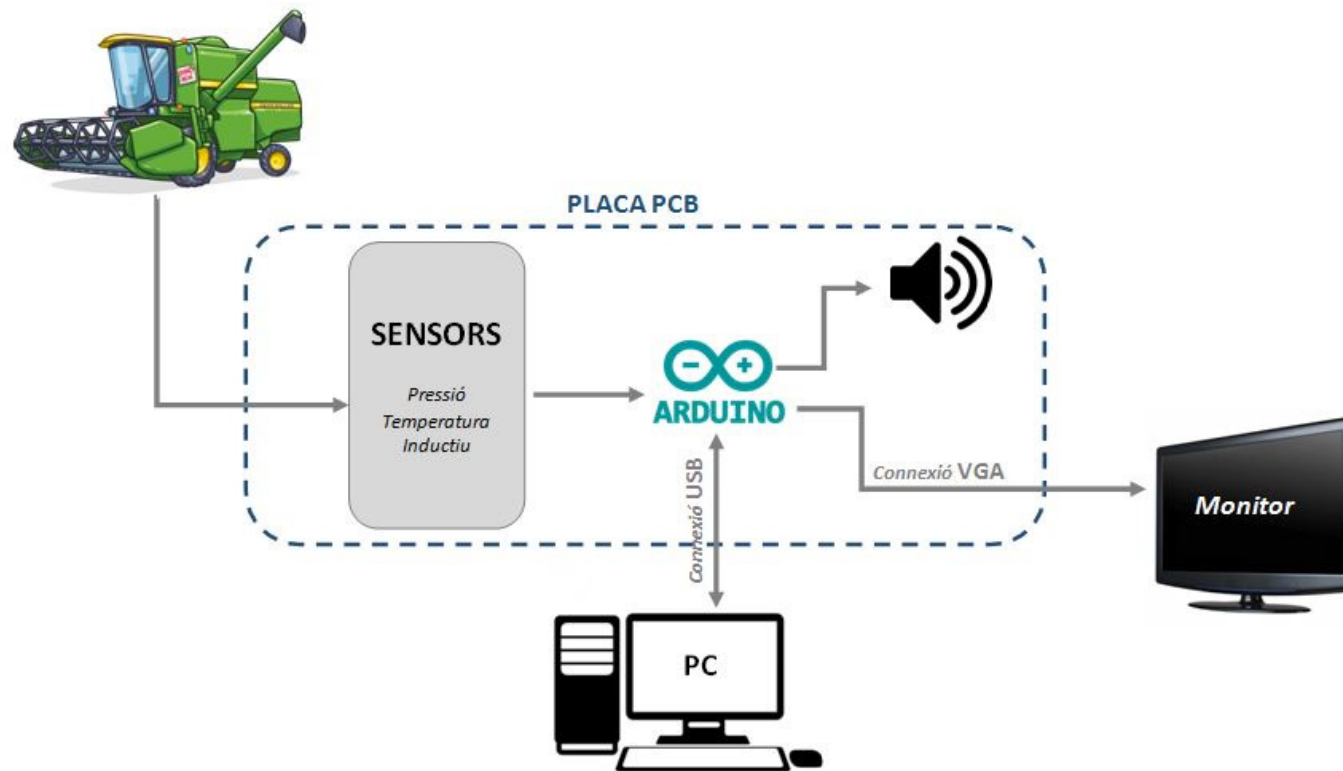 PLACA PCB
SENSORS
Pressió
Temperatura
Inductiu
ARDUINO
Connexió USB
Connexió VGA
Monitor
PC